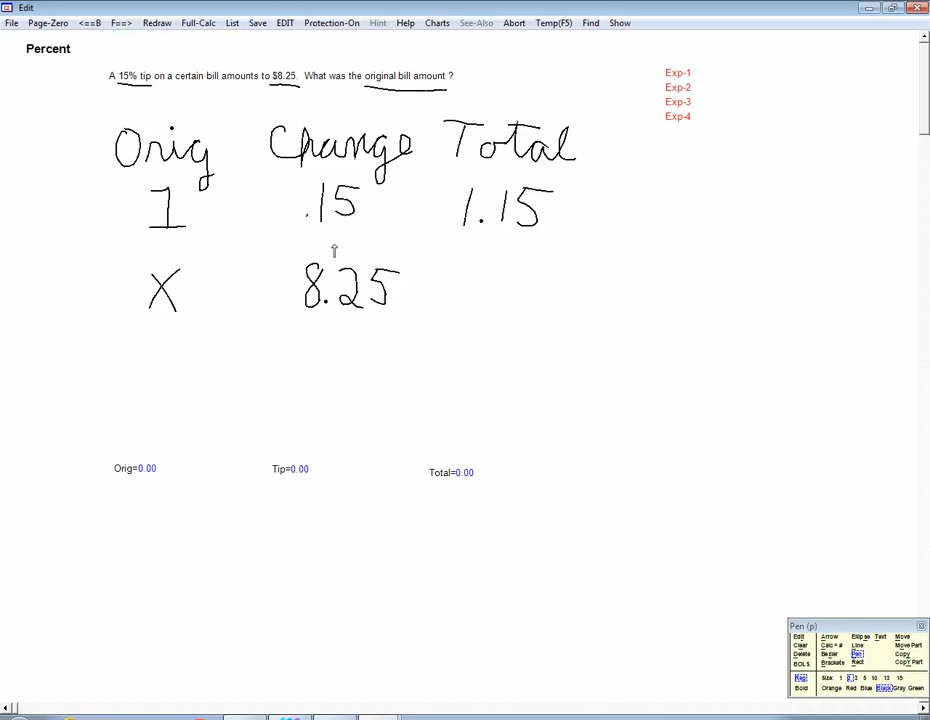 Edit
File Page-Zero <==B F==> Redraw Full-Calc List Save EDIT Protection-On Hint Help Charts See-Also Abort Temp(F5) Find Show
Percent
A 15% tip on a certain bill amounts to $8.25. What was the original bill amount ?
Exp-1
Exp-2
Exp-3
Exp-4
Orig Change Total
1 .15 1.15
X 8.25
Orig=0.00 Tip=0.00 Total=0.00
Pen (p)
Edit Arrow Ellipse Text Move
Clear Calc=# Line Move Part
Delete Bezier Pen Copy
BOLS Brackets Rect Copy Part
Reg Size: 1 2 3 5 10 13 15
Bold Orange Red Blue Black Gray Green